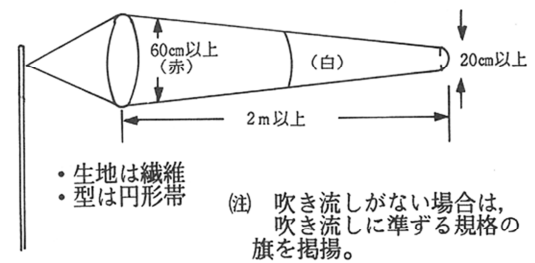 60cm以上
(赤)
(白)
20cm以上
2m以上
・生地は繊維
・型は円形帯
(注) 吹き流しがない場合は,
吹き流しに準ずる規格の
旗を掲揚。